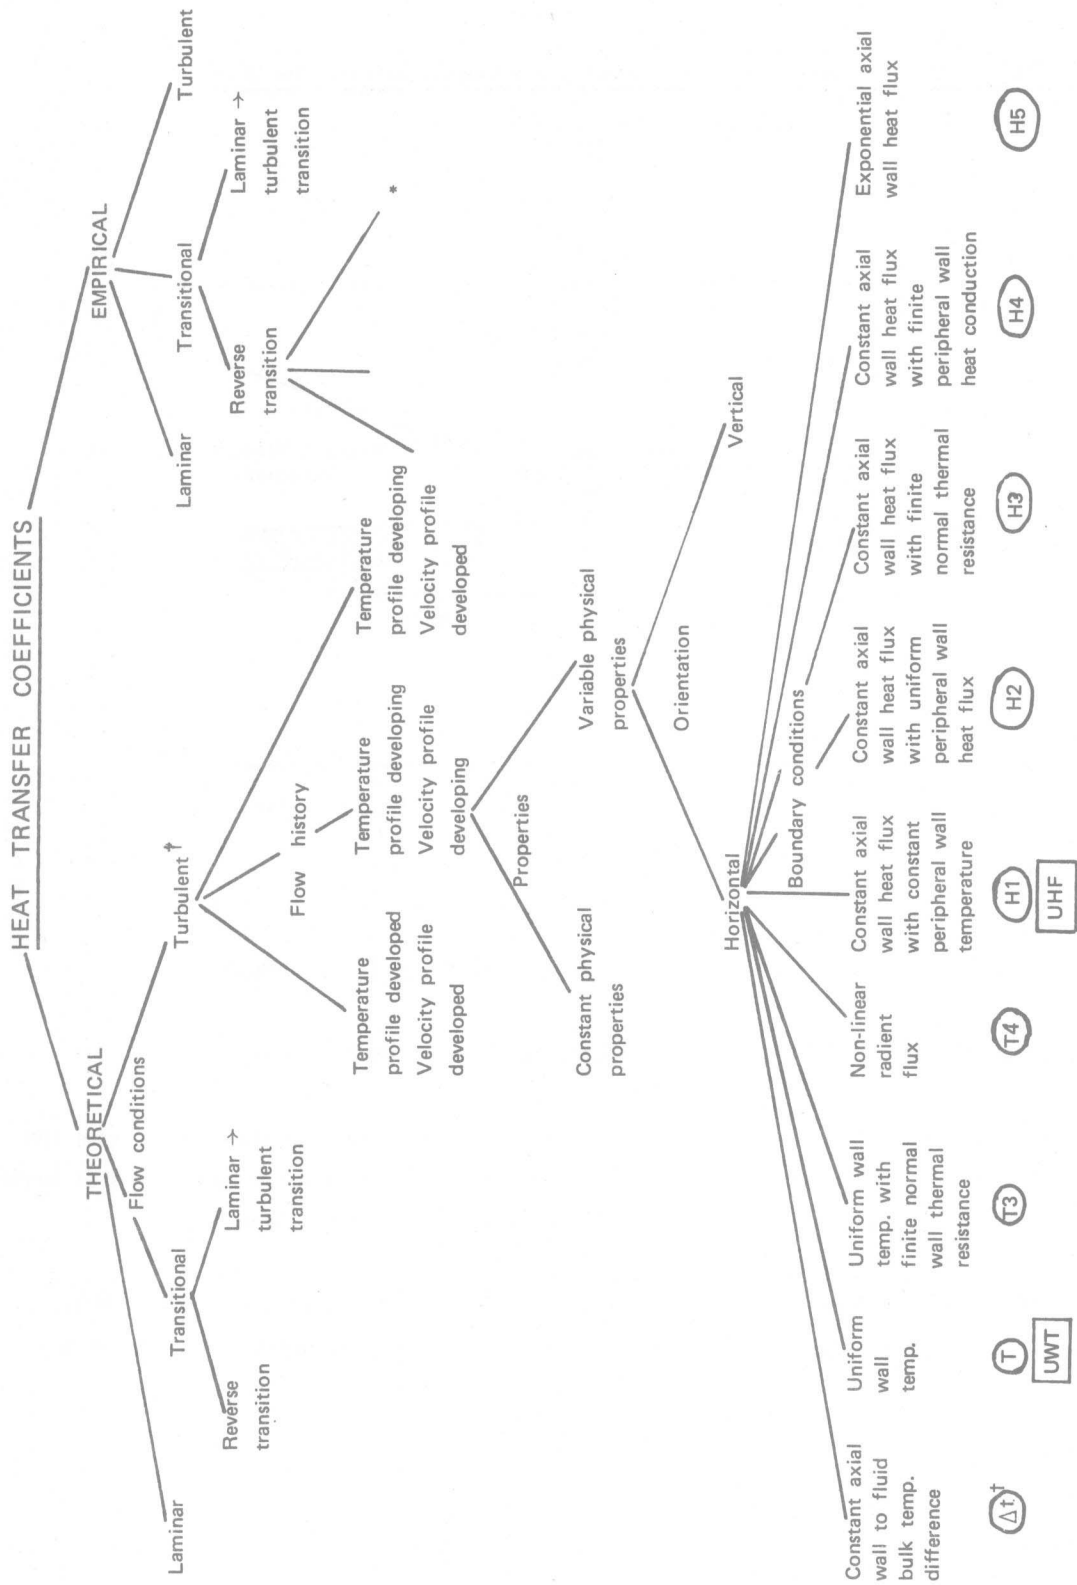 HEAT TRANSFER COEFFICIENTS
THEORETICAL
EMPIRICAL
Flow conditions
Laminar
Transitional
Turbulent†
Laminar
Transitional
Turbulent
Reverse
transition
Laminar →
turbulent
transition
Flow history
Reverse
transition
Laminar →
turbulent
transition
Temperature
profile developed
Velocity profile
developed
Temperature
profile developing
Velocity profile
developing
Temperature
profile developing
Velocity profile
developed
*
Properties
Constant physical
properties
Variable physical
properties
Orientation
Horizontal
Vertical
Boundary conditions
Constant axial
wall to fluid
bulk temp.
difference
Uniform
wall
temp.
Uniform wall
temp. with
finite normal
wall thermal
resistance
Non-linear
radient
flux
Constant axial
wall heat flux
with constant
peripheral wall
temperature
Constant axial
wall heat flux
with uniform
peripheral wall
heat flux
Constant axial
wall heat flux
with finite
normal thermal
resistance
Constant axial
wall heat flux
with finite
peripheral wall
heat conduction
Exponential axial
wall heat flux
Δt†
T
T3
T4
H1
H2
H3
H4
H5
UWT
UHF